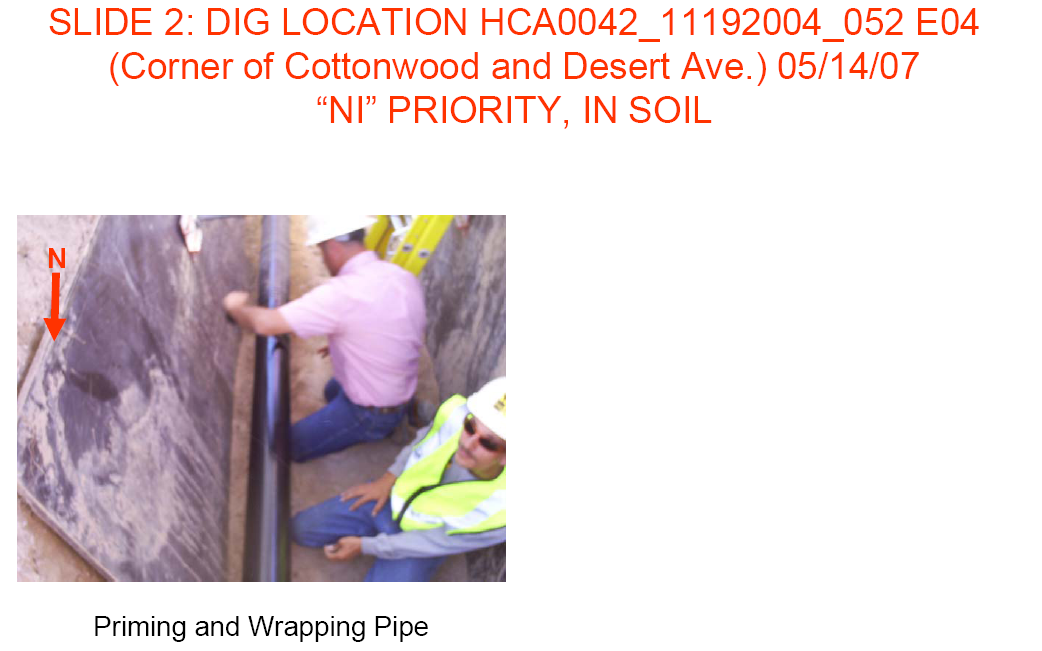 SLIDE 2: DIG LOCATION HCA0042_11192004_052 E04
(Corner of Cottonwood and Desert Ave.) 05/14/07
“NI” PRIORITY, IN SOIL
N
Priming and Wrapping Pipe